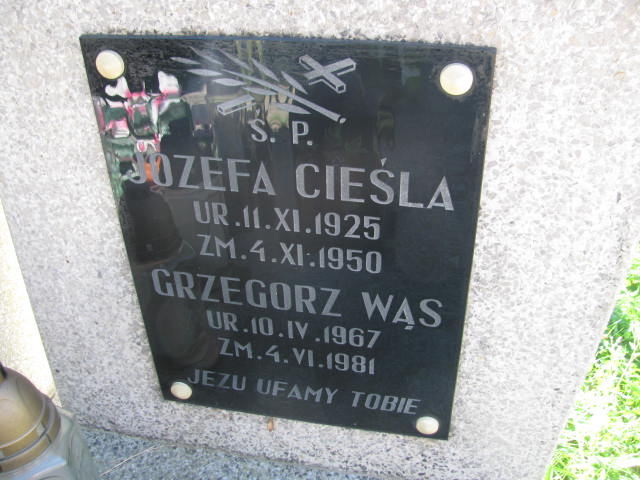 Ś. P.
JÓZEFA CIEŚLA
UR. 11. XI. 1925
ZM. 4. XI. 1950
GRZEGORZ WĄS
UR. 10. IV. 1967
ZM. 4. VI. 1981
JEZU UFAMY TOBIE